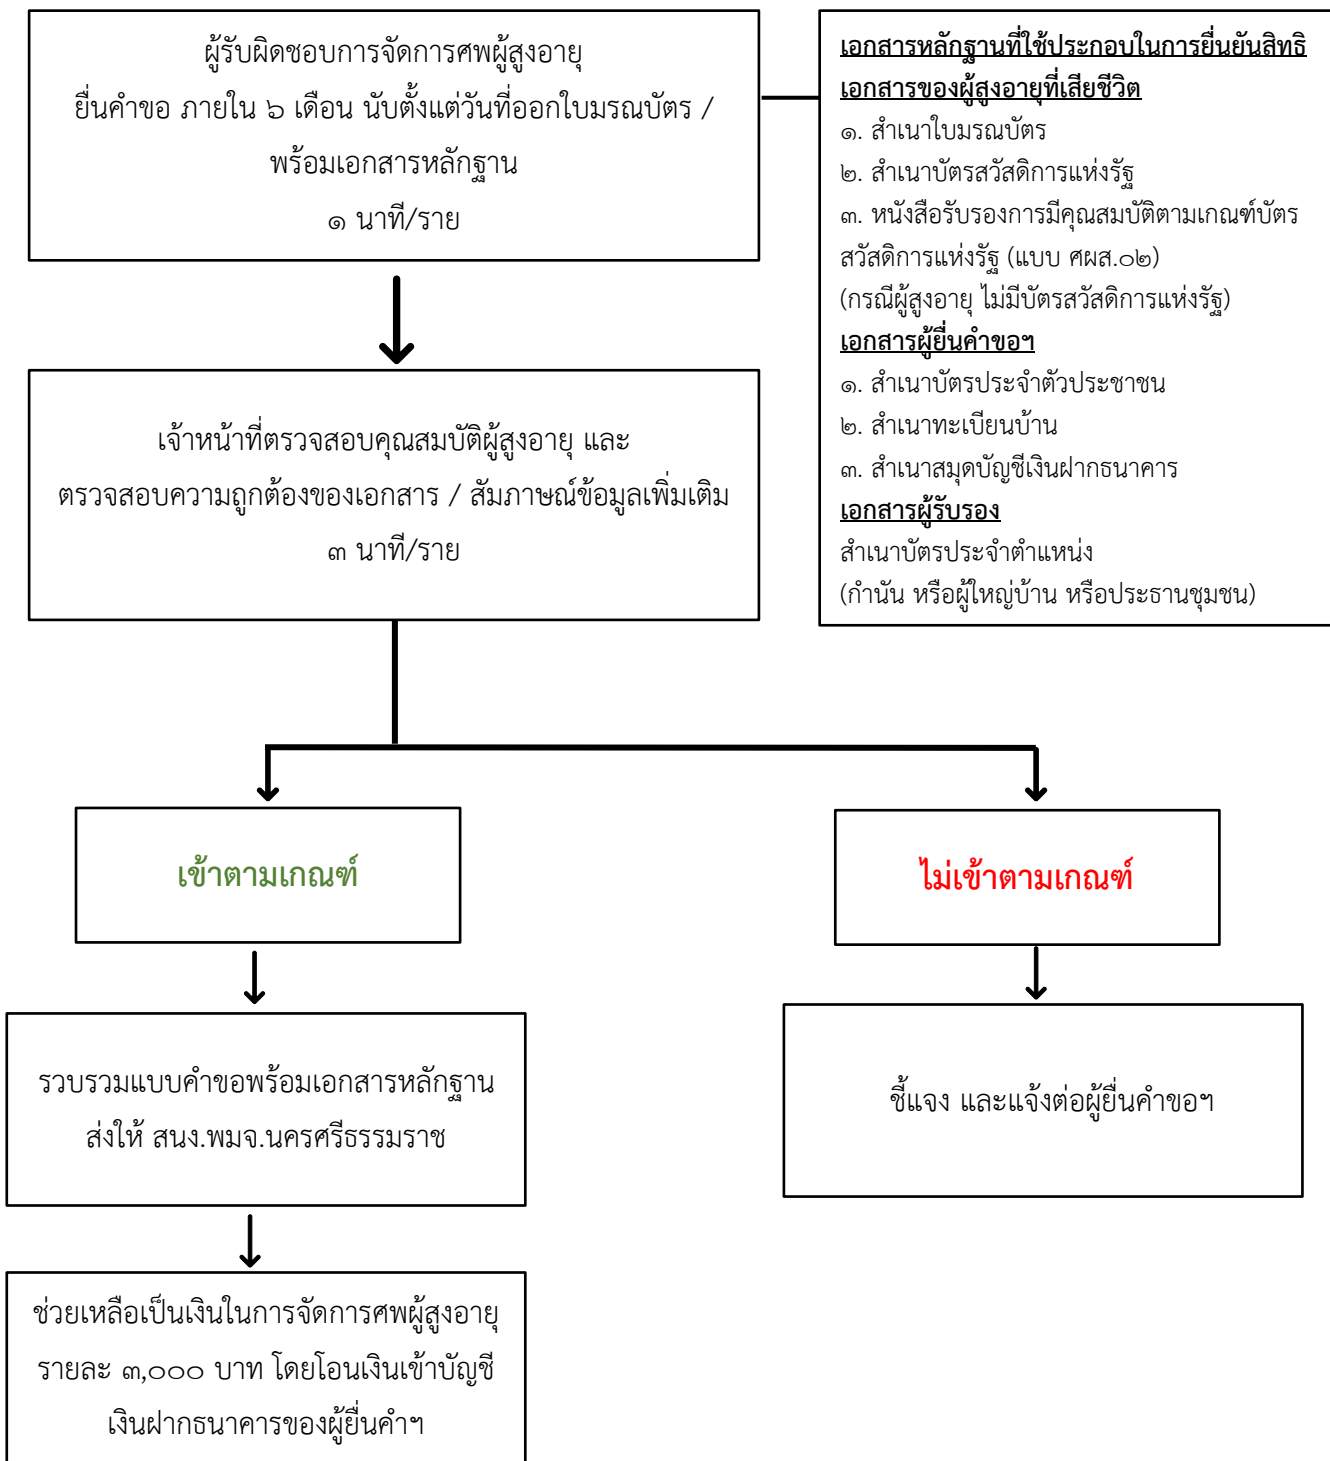 ผู้รับผิดชอบการจัดการศพผู้สูงอายุ
ยื่นคำขอ ภายใน ๖ เดือน นับตั้งแต่วันที่ออกใบมรณบัตร /
พร้อมเอกสารหลักฐาน
๑ นาที/ราย
เอกสารหลักฐานที่ใช้ประกอบในการยื่นยันสิทธิ
เอกสารของผู้สูงอายุที่เสียชีวิต
๑. สำเนาใบมรณบัตร
๒. สำเนาบัตรสวัสดิการแห่งรัฐ
๓. หนังสือรับรองการมีคุณสมบัติตามเกณฑ์บัตร
สวัสดิการแห่งรัฐ (แบบ ศผส.๐๒)
(กรณีผู้สูงอายุ ไม่มีบัตรสวัสดิการแห่งรัฐ)
เอกสารผู้ยื่นคำขอฯ
๑. สำเนาบัตรประจำตัวประชาชน
๒. สำเนาทะเบียนบ้าน
๓. สำเนาสมุดบัญชีเงินฝากธนาคาร
เอกสารผู้รับรอง
สำเนาบัตรประจำตำแหน่ง
(กำนัน หรือผู้ใหญ่บ้าน หรือประธานชุมชน)
เจ้าหน้าที่ตรวจสอบคุณสมบัติผู้สูงอายุ และ
ตรวจสอบความถูกต้องของเอกสาร / สัมภาษณ์ข้อมูลเพิ่มเติม
๓ นาที/ราย
เข้าตามเกณฑ์
ไม่เข้าตามเกณฑ์
รวบรวมแบบคำขอพร้อมเอกสารหลักฐาน
ส่งให้ สนง.พมจ.นครศรีธรรมราช
ชี้แจง และแจ้งต่อผู้ยื่นคำขอฯ
ช่วยเหลือเป็นเงินในการจัดการศพผู้สูงอายุ
รายละ ๓,๐๐๐ บาท โดยโอนเงินเข้าบัญชี
เงินฝากธนาคารของผู้ยื่นคำฯ